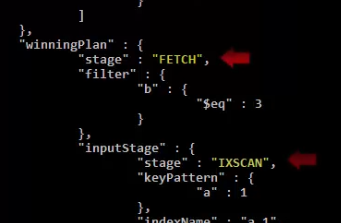 ]
},
"winningPlan" : {
"stage" : "FETCH",
"filter" : {
"b" : {
"$eq" : 3
}
},
"inputStage" : {
"stage" : "IXSCAN",
"keyPattern" : {
"a" : 1
},
"indexName" : "a_1"